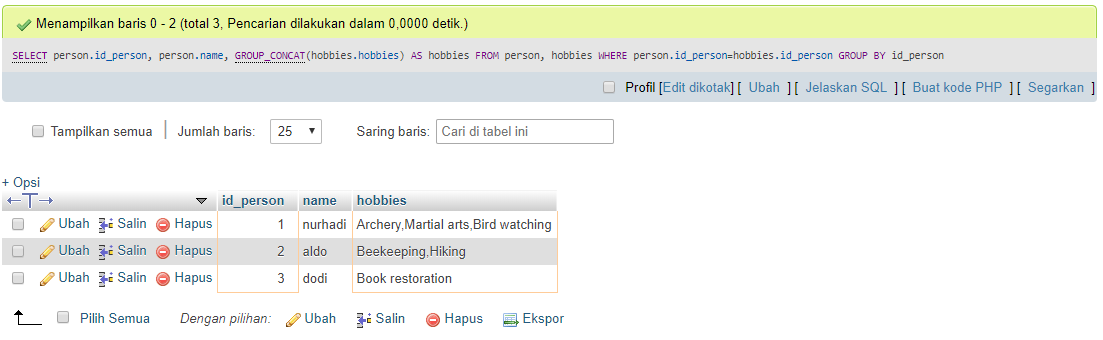 Menampilkan baris 0 - 2 (total 3, Pencarian dilakukan dalam 0,0000 detik.)
SELECT person.id_person, person.name, GROUP_CONCAT(hobbies.hobbies) AS hobbies FROM person, hobbies WHERE person.id_person=hobbies.id_person GROUP BY id_person
Profil [Edit dikotak] [ Ubah ] [ Jelaskan SQL ] [ Buat kode PHP ] [ Segarkan ]
Tampilkan semua | Jumlah baris: 25 Saring baris: Cari di tabel ini
+ Opsi
←T→ id_person name hobbies
Ubah Salin Hapus 1 nurhadi Archery,Martial arts,Bird watching
Ubah Salin Hapus 2 aldo Beekeeping,Hiking
Ubah Salin Hapus 3 dodi Book restoration
Pilih Semua Dengan pilihan: Ubah Salin Hapus Ekspor